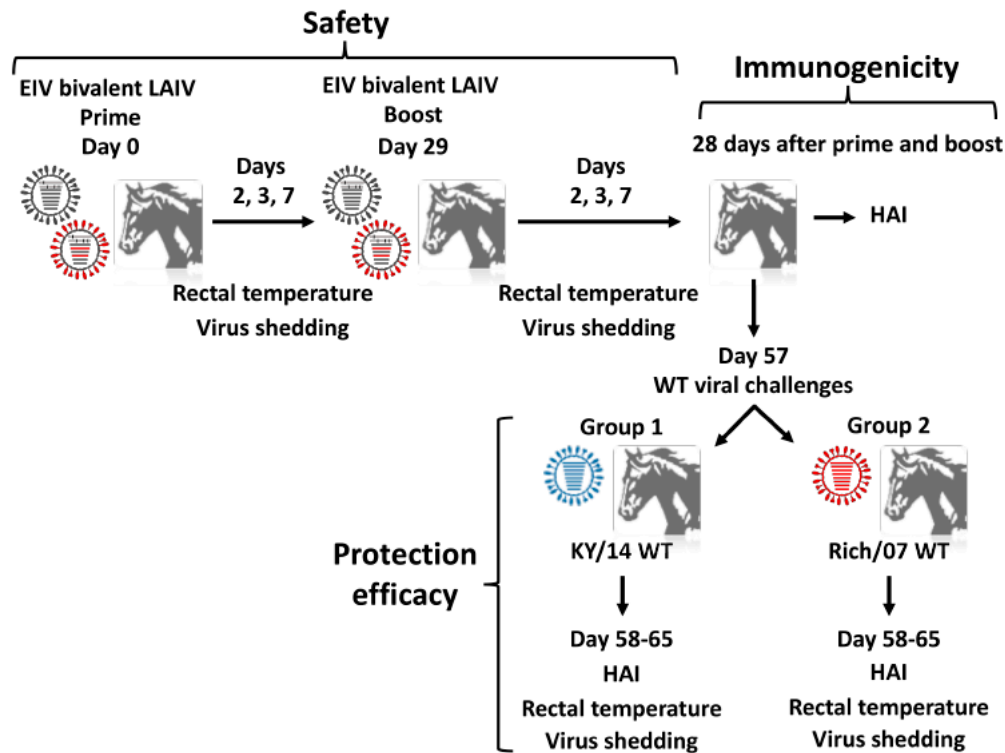 Safety
EIV bivalent LAIV
Prime
Day 0
Days
2, 3, 7
Rectal temperature
Virus shedding
EIV bivalent LAIV
Boost
Day 29
Days
2, 3, 7
Rectal temperature
Virus shedding
Immunogenicity
28 days after prime and boost
HAI
Day 57
WT viral challenges
Protection
efficacy
Group 1
KY/14 WT
Day 58-65
HAI
Rectal temperature
Virus shedding
Group 2
Rich/07 WT
Day 58-65
HAI
Rectal temperature
Virus shedding